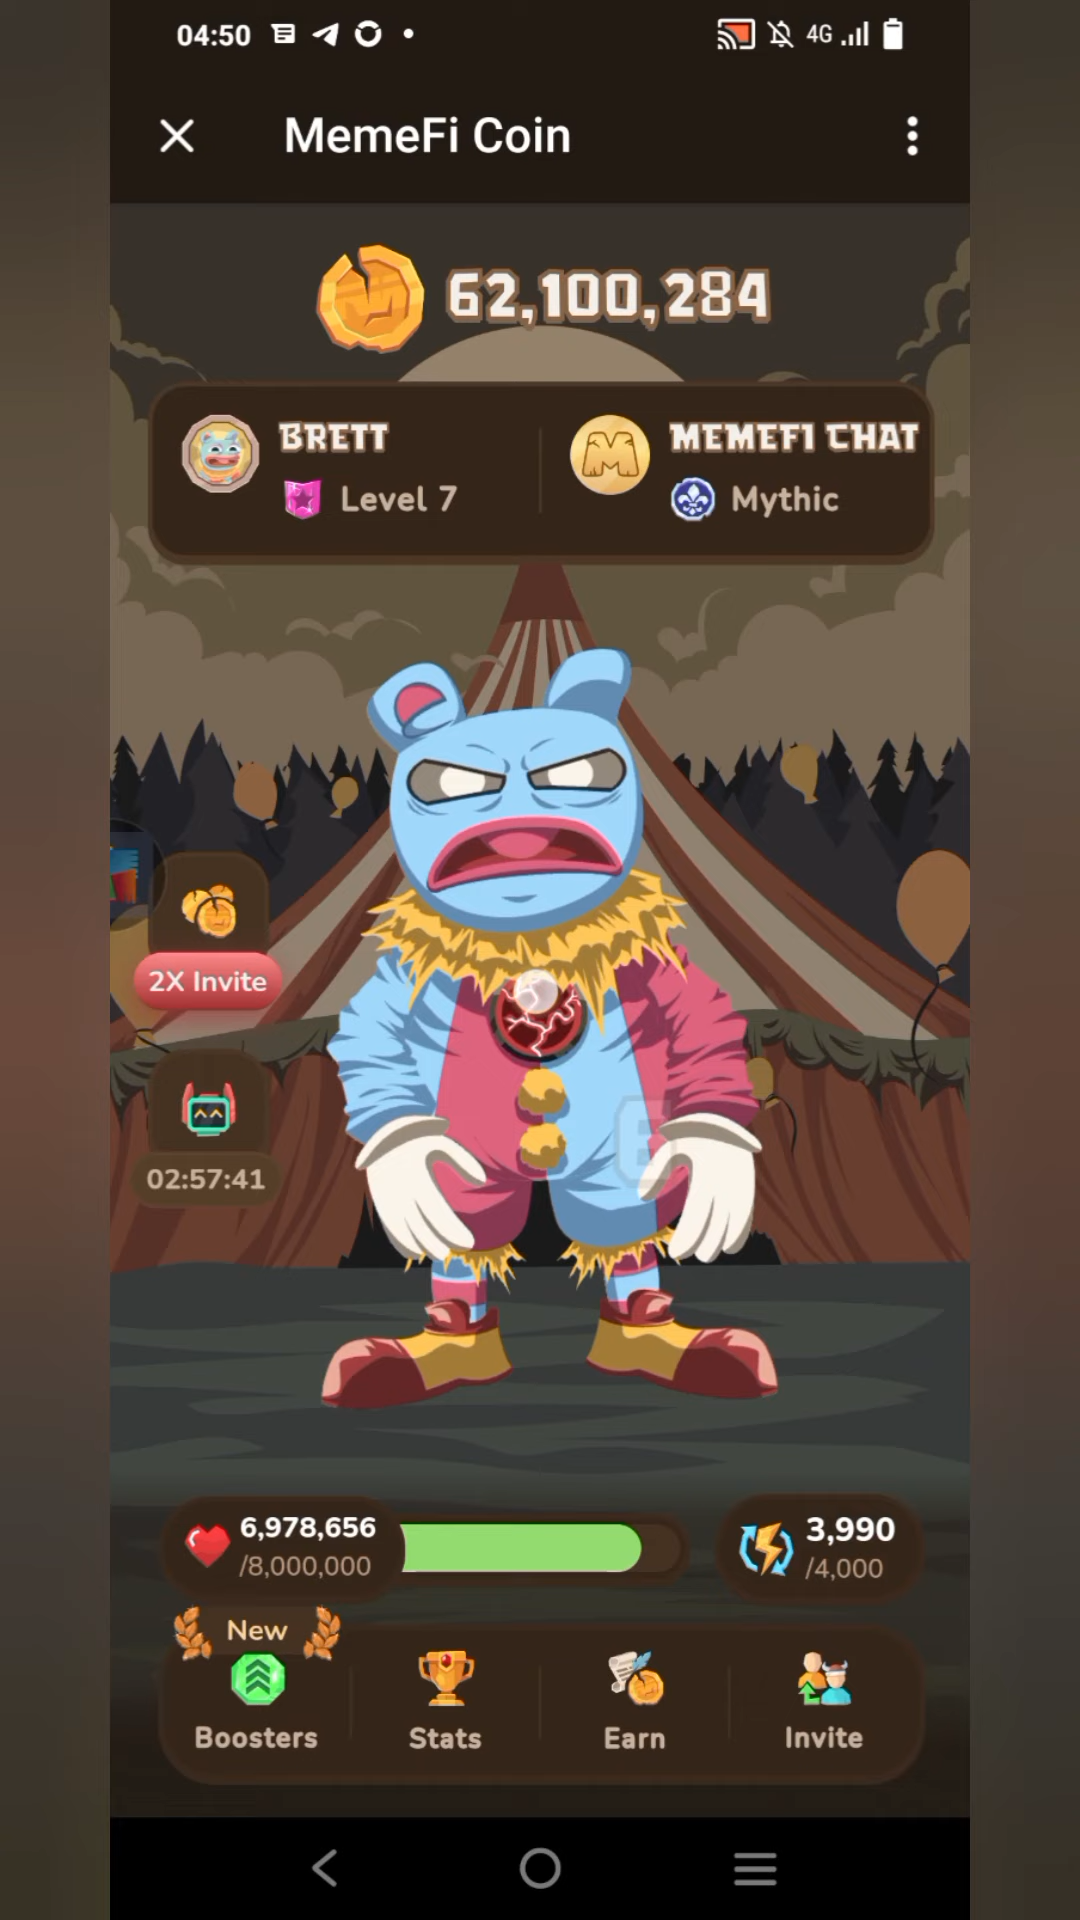 04:50
4G
MemeFi Coin
62,100,284
BRETT
Level 7
MEMEFI CHAT
Mythic
2X Invite
02:57:41
6,978,656
/8,000,000
3,990
/4,000
New
Boosters
Stats
Earn
Invite